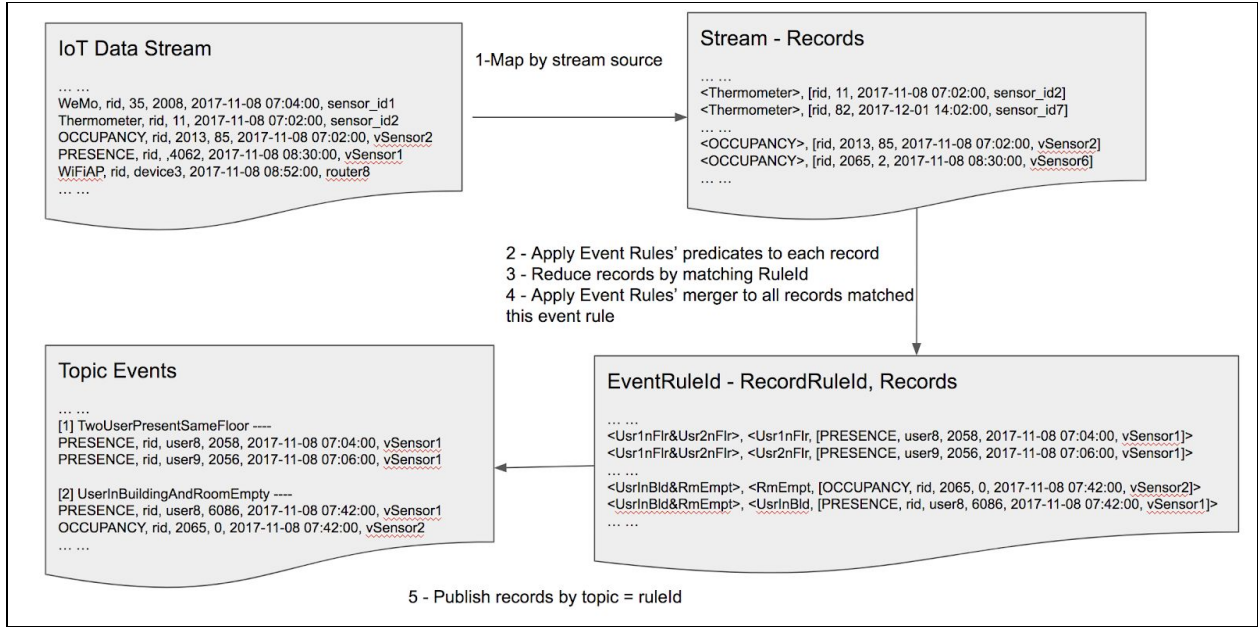 IoT Data Stream
... ...
WeMo, rid, 35, 2008, 2017-11-08 07:04:00, sensor_id1
Thermometer, rid, 11, 2017-11-08 07:02:00, sensor_id2
OCCUPANCY, rid, 2013, 85, 2017-11-08 07:02:00, vSensor2
PRESENCE, rid, ,4062, 2017-11-08 08:30:00, vSensor1
WiFiAP, rid, device3, 2017-11-08 08:52:00, router8
... ...
1-Map by stream source
Stream - Records
... ...
<Thermometer>, [rid, 11, 2017-11-08 07:02:00, sensor_id2]
<Thermometer>, [rid, 82, 2017-12-01 14:02:00, sensor_id7]
... ...
<OCCUPANCY>, [rid, 2013, 85, 2017-11-08 07:02:00, vSensor2]
<OCCUPANCY>, [rid, 2065, 2, 2017-11-08 08:30:00, vSensor6]
... ...
2 - Apply Event Rules' predicates to each record
3 - Reduce records by matching RuleId
4 - Apply Event Rules' merger to all records matched
this event rule
EventRuleId - RecordRuleId, Records
... ...
<Usr1nFlr&Usr2nFlr>, <Usr1nFlr, [PRESENCE, user8, 2058, 2017-11-08 07:04:00, vSensor1]>
<Usr1nFlr&Usr2nFlr>, <Usr2nFlr, [PRESENCE, user9, 2056, 2017-11-08 07:06:00, vSensor1]>
... ...
<UsrInBld&RmEmpt>, <RmEmpt, [OCCUPANCY, rid, 2065, 0, 2017-11-08 07:42:00, vSensor2]>
<UsrInBld&RmEmpt>, <UsrInBld, [PRESENCE, rid, user8, 6086, 2017-11-08 07:42:00, vSensor1]>
... ...
Topic Events
... ...
[1] TwoUserPresentSameFloor ----
PRESENCE, rid, user8, 2058, 2017-11-08 07:04:00, vSensor1
PRESENCE, rid, user9, 2056, 2017-11-08 07:06:00, vSensor1
[2] UserInBuildingAndRoomEmpty ----
PRESENCE, rid, user8, 6086, 2017-11-08 07:42:00, vSensor1
OCCUPANCY, rid, 2065, 0, 2017-11-08 07:42:00, vSensor2
... ...
5 - Publish records by topic = ruleId